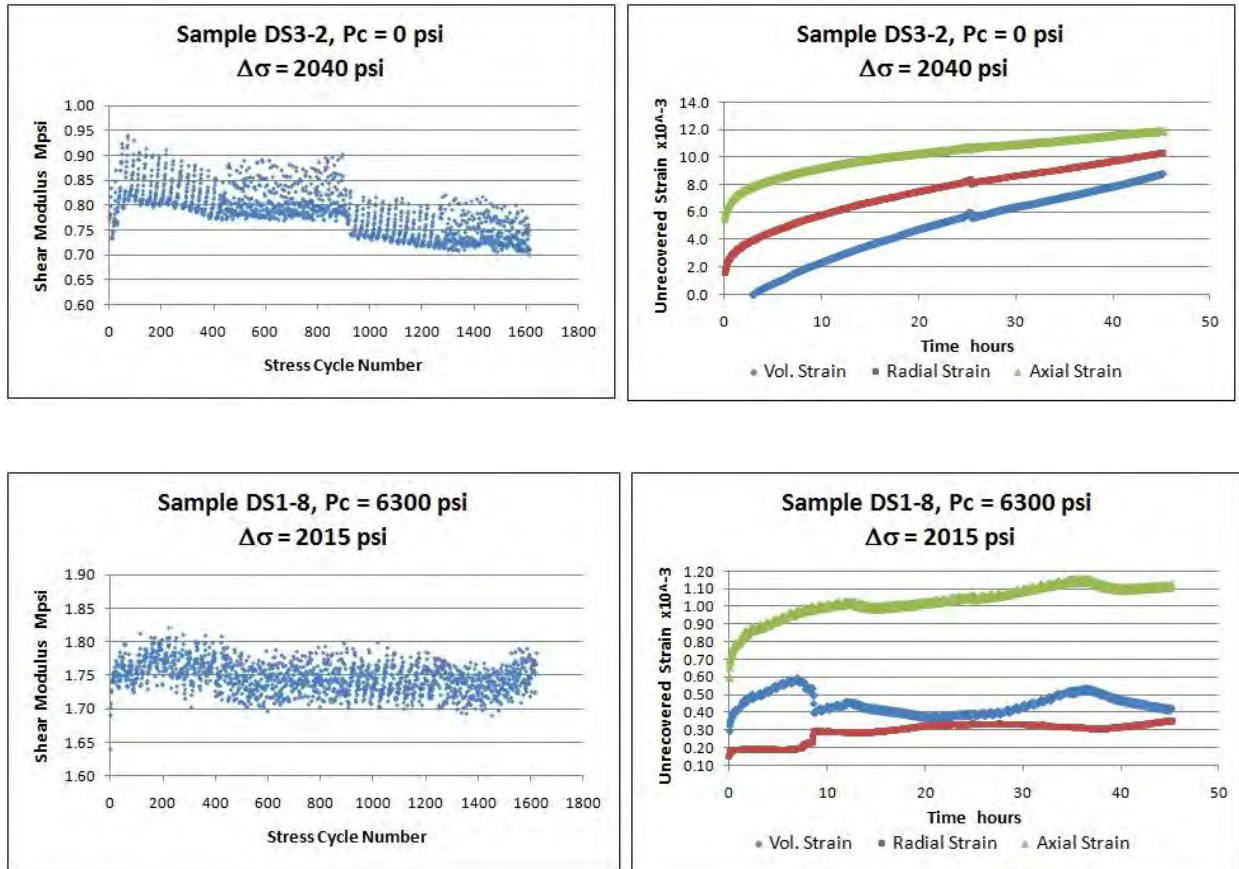 Sample DS3-2, Pc = 0 psi
Δσ = 2040 psi
Shear Modulus Mpsi
1.00
0.95
0.90
0.85
0.80
0.75
0.70
0.65
0.60
0 200 400 600 800 1000 1200 1400 1600 1800
Stress Cycle Number
Sample DS3-2, Pc = 0 psi
Δσ = 2040 psi
Unrecovered Strain x10^-3
14.0
12.0
10.0
8.0
6.0
4.0
2.0
0.0
0 10 20 30 40 50
Time hours
Vol. Strain Radial Strain Axial Strain
Sample DS1-8, Pc = 6300 psi
Δσ = 2015 psi
Shear Modulus Mpsi
1.90
1.85
1.80
1.75
1.70
1.65
1.60
0 200 400 600 800 1000 1200 1400 1600 1800
Stress Cycle Number
Sample DS1-8, Pc = 6300 psi
Δσ = 2015 psi
Unrecovered Strain x10^-3
1.20
1.10
1.00
0.90
0.80
0.70
0.60
0.50
0.40
0.30
0.20
0.10
0 10 20 30 40 50
Time hours
Vol. Strain Radial Strain Axial Strain